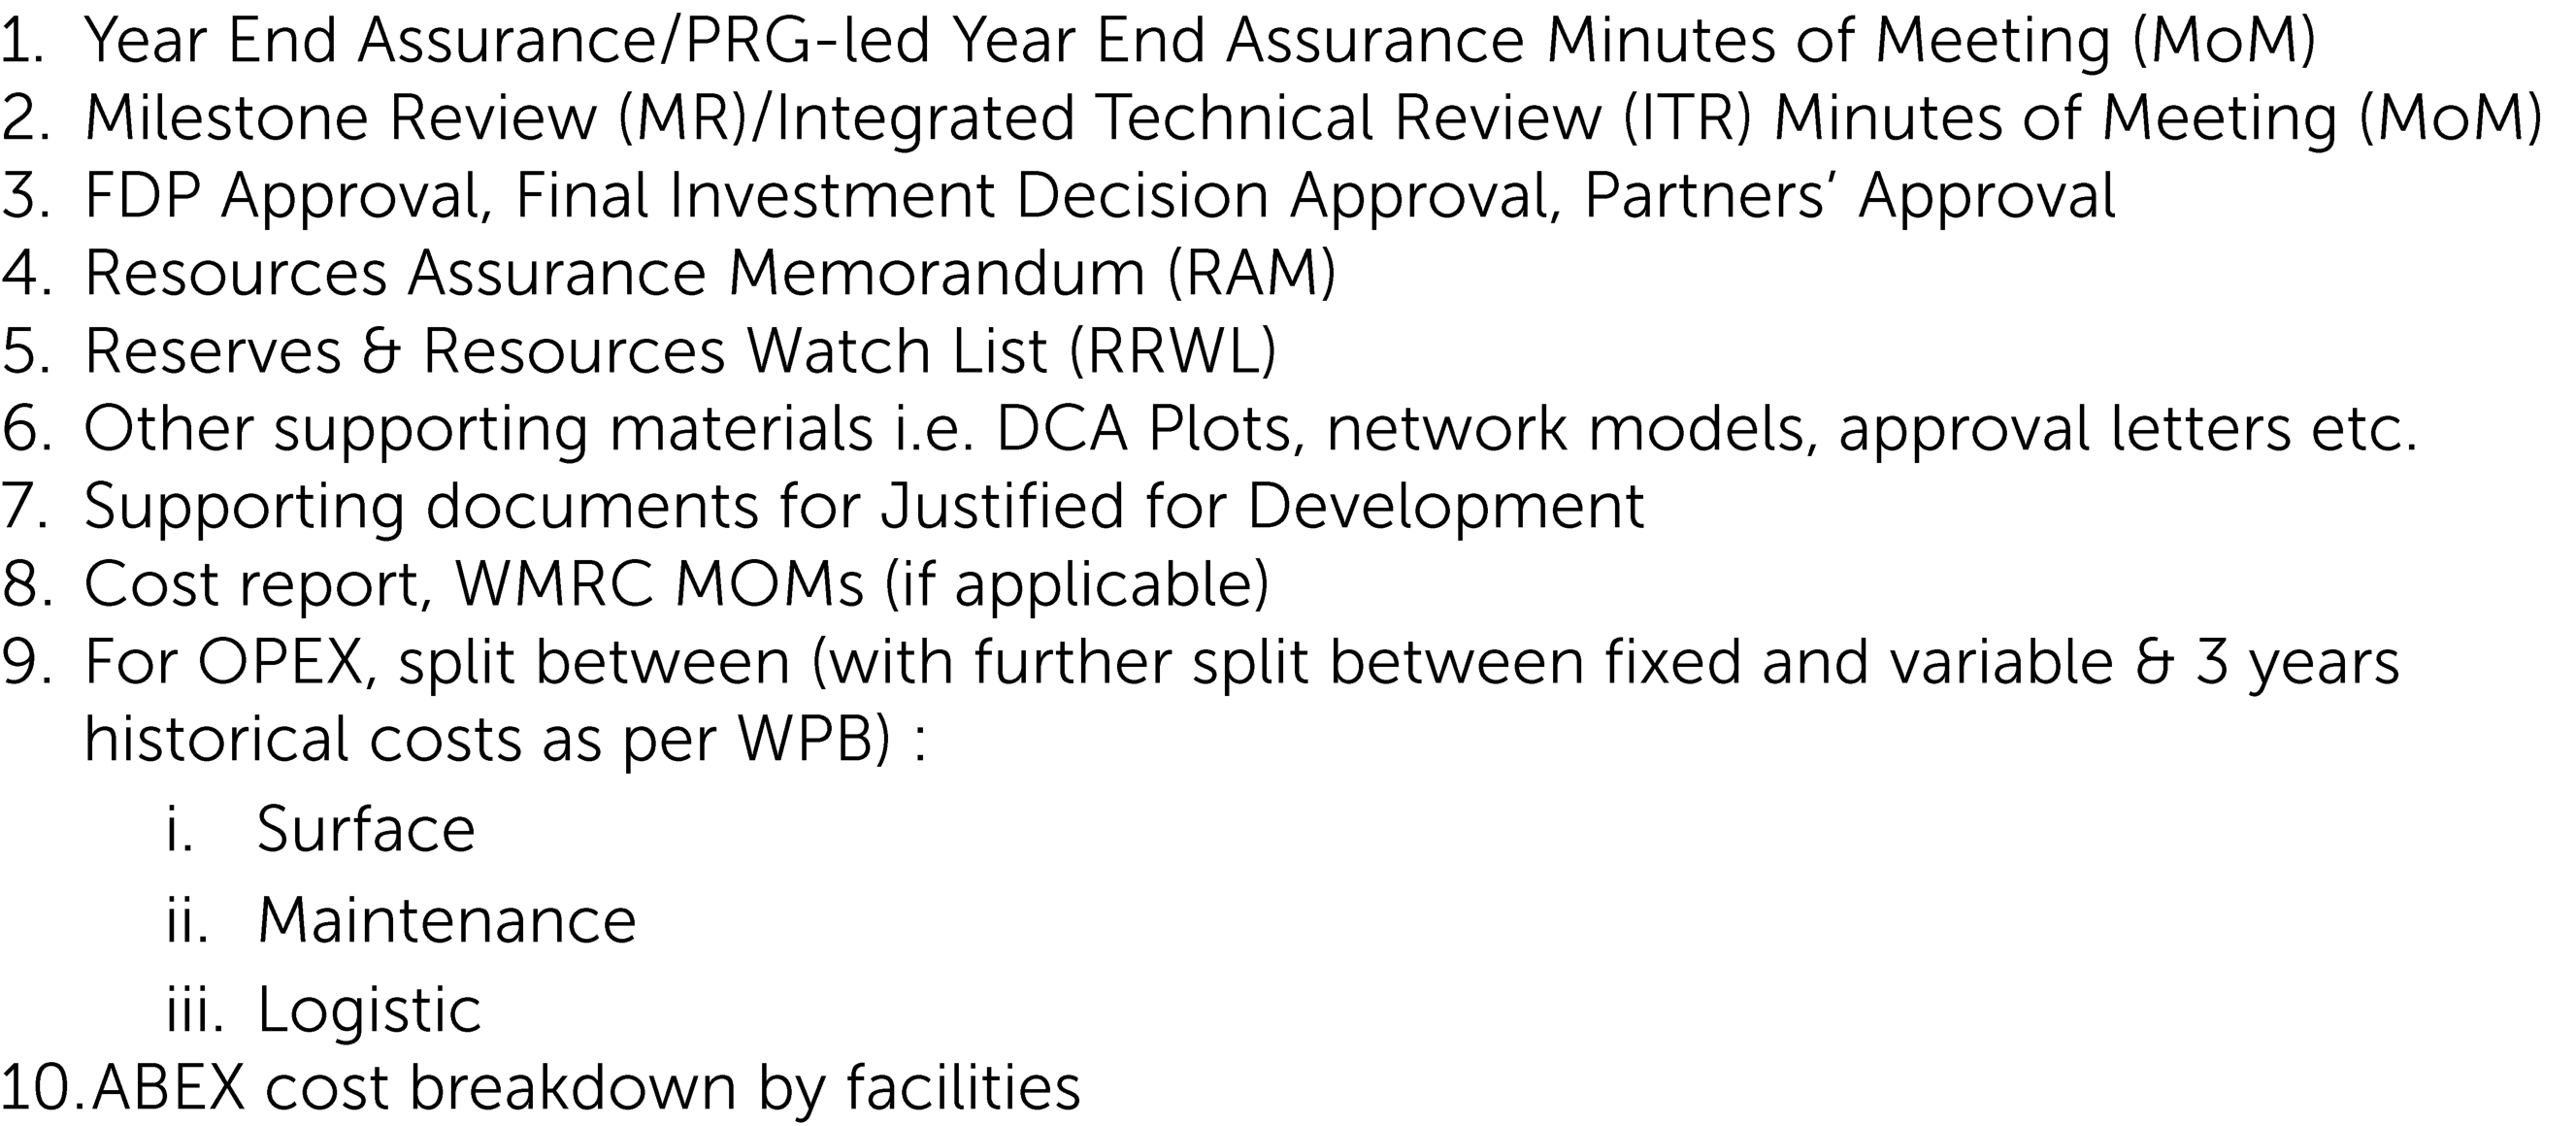 1. Year End Assurance/PRG-led Year End Assurance Minutes of Meeting (MoM)
2. Milestone Review (MR)/Integrated Technical Review (ITR) Minutes of Meeting (MoM)
3. FDP Approval, Final Investment Decision Approval, Partners’ Approval
4. Resources Assurance Memorandum (RAM)
5. Reserves & Resources Watch List (RRWL)
6. Other supporting materials i.e. DCA Plots, network models, approval letters etc.
7. Supporting documents for Justified for Development
8. Cost report, WMRC MOMs (if applicable)
9. For OPEX, split between (with further split between fixed and variable & 3 years
historical costs as per WPB) :
i. Surface
ii. Maintenance
iii. Logistic
10.ABEX cost breakdown by facilities